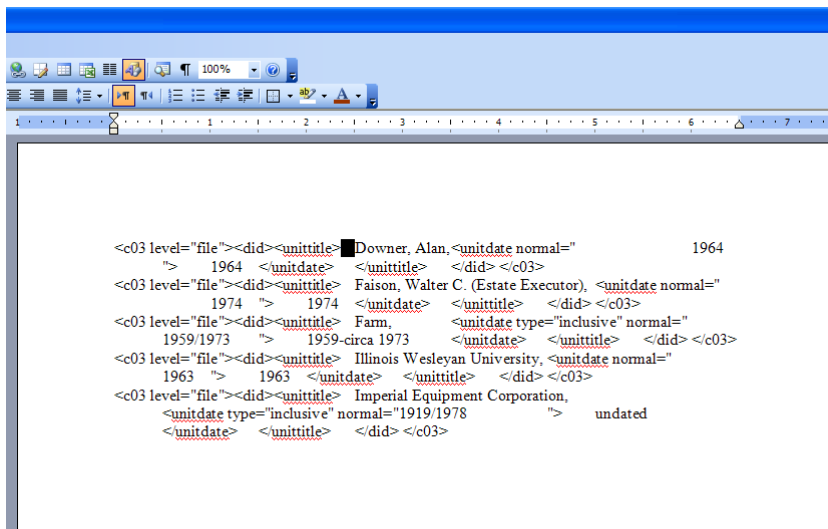 100%
1 1 2 3 4 5 6 7
<c03 level="file"><did><unittitle> Downer, Alan,<unitdate normal=" 1964
"> 1964 </unitdate> </unittitle> </did> </c03>
<c03 level="file"><did><unittitle> Faison, Walter C. (Estate Executor), <unitdate normal="
1974 "> 1974 </unitdate> </unittitle> </did> </c03>
<c03 level="file"><did><unittitle> Farm, <unitdate type="inclusive" normal="
1959/1973 "> 1959-circa 1973 </unitdate> </unittitle> </did> </c03>
<c03 level="file"><did><unittitle> Illinois Wesleyan University, <unitdate normal="
1963 "> 1963 </unitdate> </unittitle> </did> </c03>
<c03 level="file"><did><unittitle> Imperial Equipment Corporation,
<unitdate type="inclusive" normal="1919/1978 "> undated
</unitdate> </unittitle> </did> </c03>